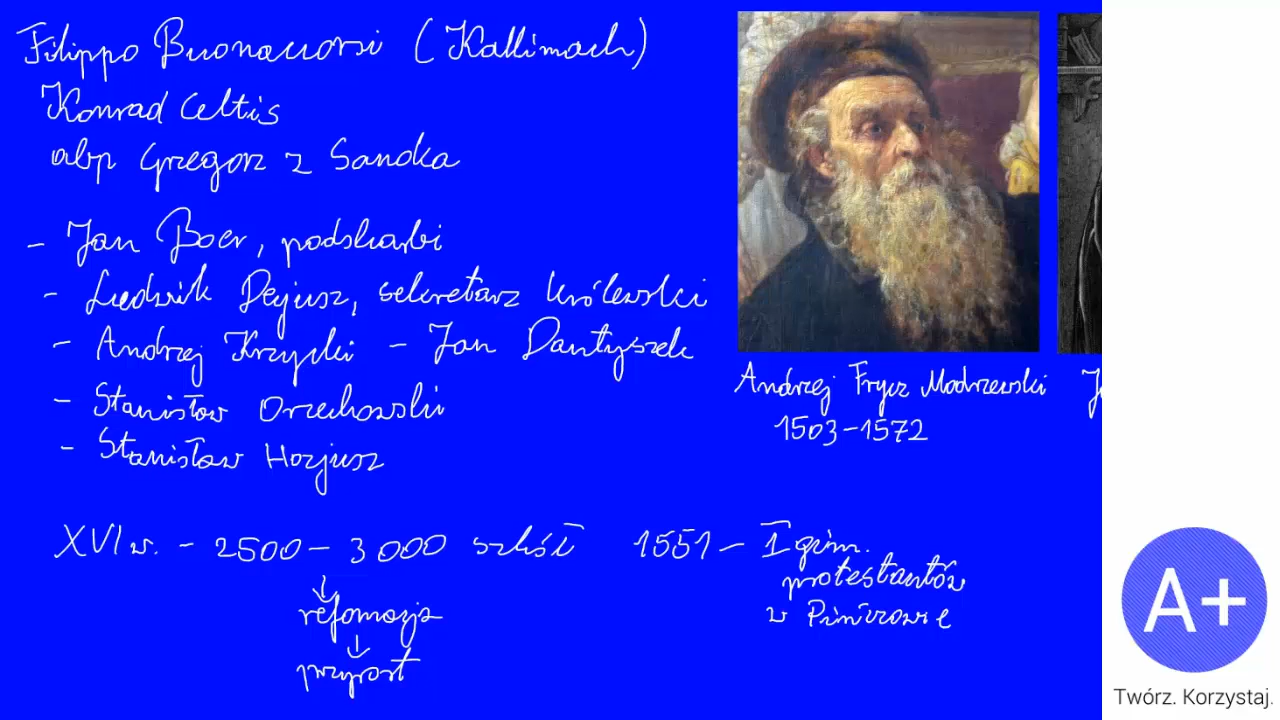 Filippo Buonacorsi (Kallimach)
Konrad Celtis
abp Grzegorz z Sanoka
- Jan Boer, podskarbi
- Ludwik Decjusz, sekretarz królewski
- Andrzej Krzycki - Jan Dantyszek
- Stanisław Orzechowski
- Stanisław Hozjusz
Andrzej Frycz Modrzewski
1503-1572
XVI w. - 2500 - 3000 szkół
↓
reformacja
↓
przyrost
1551 - I gim.
protestantów
w Pińczowie
A+
Twórz. Korzystaj.